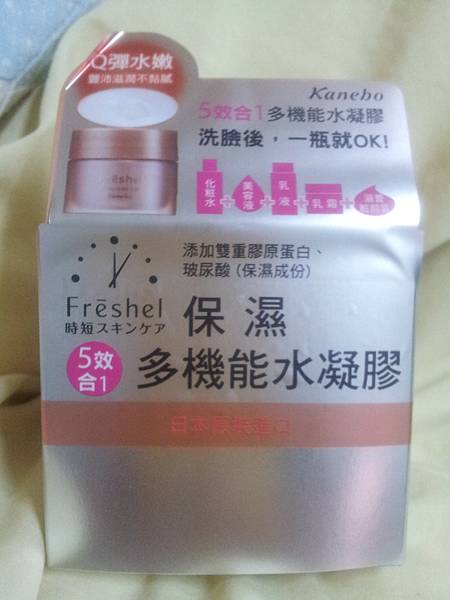 Q彈水嫩
豐沛滋潤不黏膩
Kanebo
5效合1多機能水凝膠
洗臉後，一瓶就OK!
化粧水+美容液+乳液+乳霜+
添加雙重膠原蛋白、
玻尿酸(保濕成份)
Frēshel
時短スキンケア
保濕
5效合1
多機能水凝膠
日本原裝進口